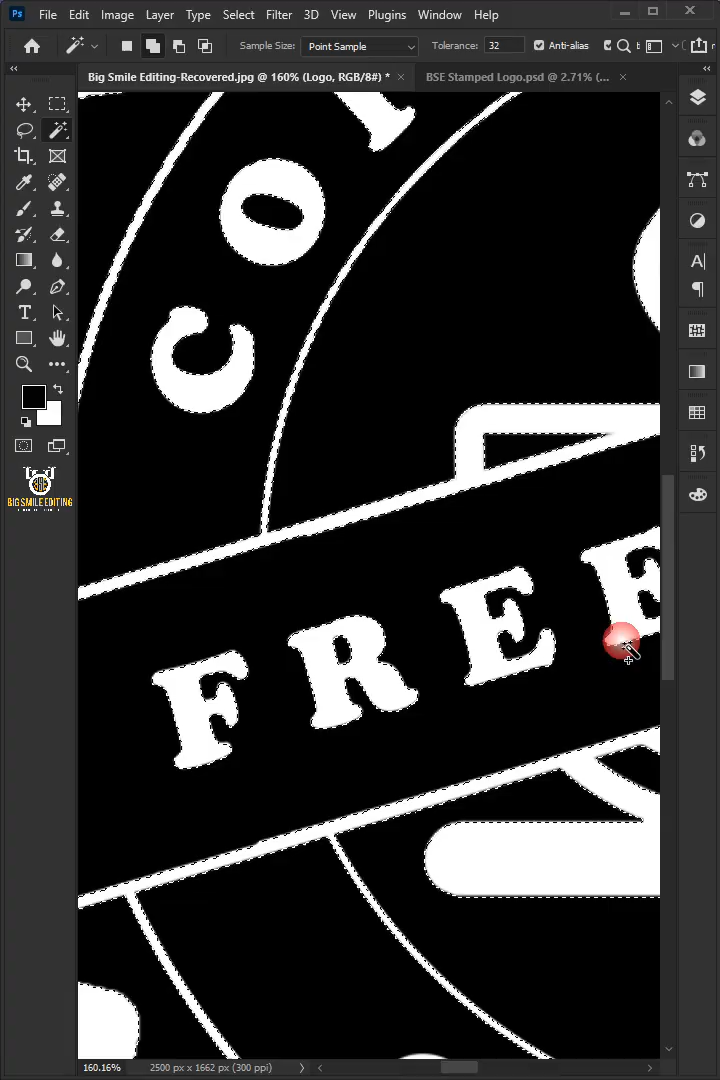 Ps File Edit Image Layer Type Select Filter 3D View Plugins Window Help
Sample Size: Point Sample Tolerance: 32 Anti-alias
Big Smile Editing-Recovered.jpg @ 160% (Logo, RGB/8#) * × BSE Stamped Logo.psd @ 2.71% (... ×
CO
FREE
BIG SMILE EDITING
160.16% 2500 px x 1662 px (300 ppi)